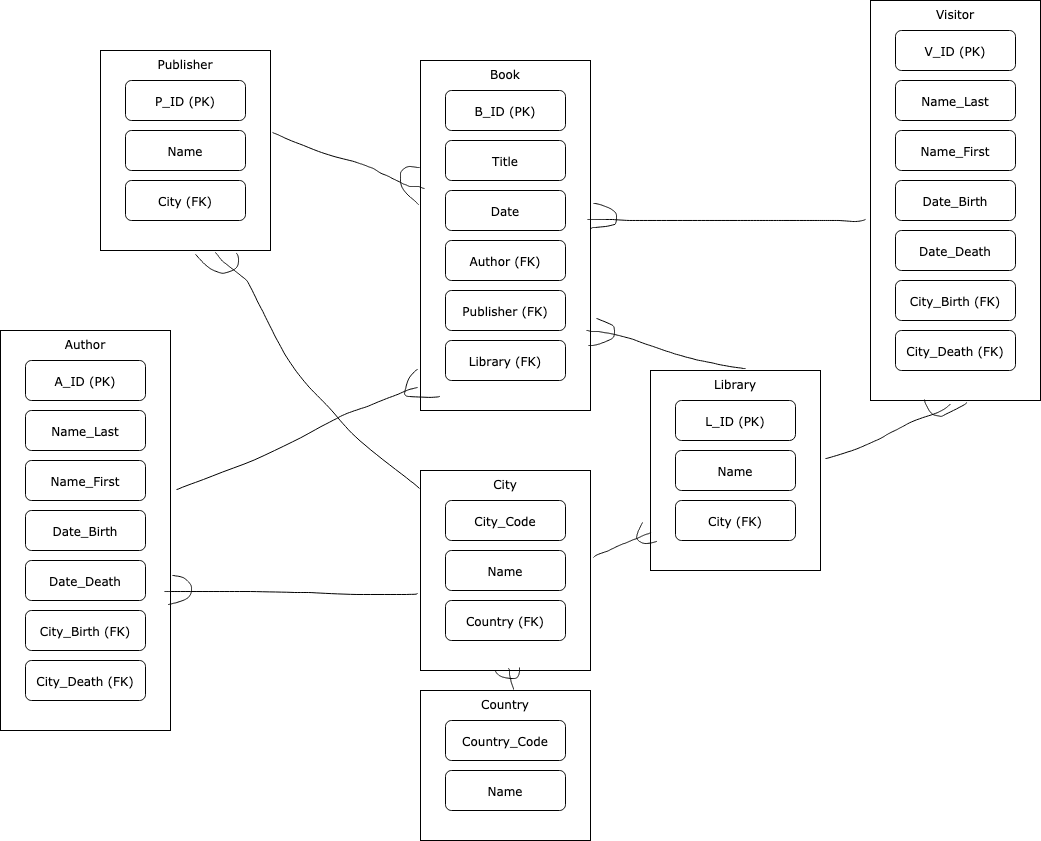 Publisher
P_ID (PK)
Name
City (FK)
Book
B_ID (PK)
Title
Date
Author (FK)
Publisher (FK)
Library (FK)
Visitor
V_ID (PK)
Name_Last
Name_First
Date_Birth
Date_Death
City_Birth (FK)
City_Death (FK)
Author
A_ID (PK)
Name_Last
Name_First
Date_Birth
Date_Death
City_Birth (FK)
City_Death (FK)
City
City_Code
Name
Country (FK)
Library
L_ID (PK)
Name
City (FK)
Country
Country_Code
Name